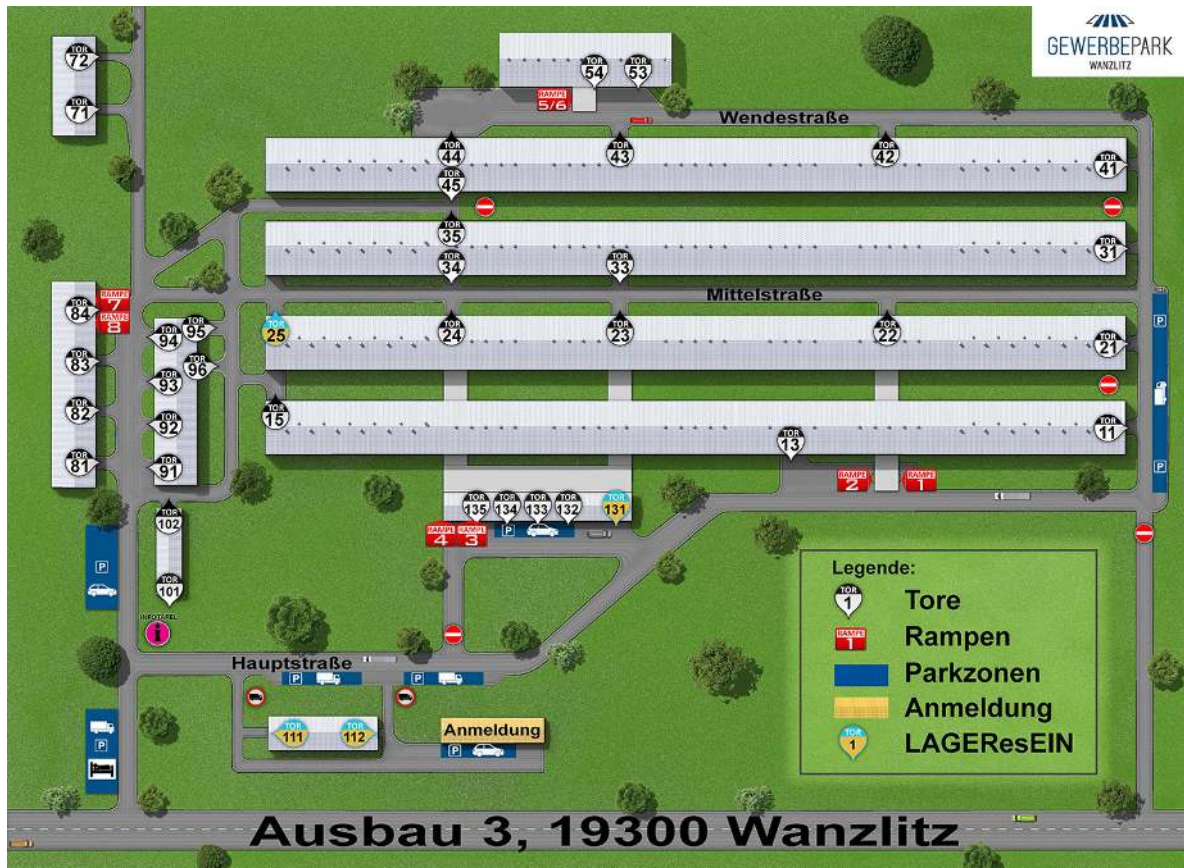 GEWERBEPARK
WANZLITZ
TOR 72
TOR 71
TOR 54
TOR 53
RAMPE 5/6
Wendestraße
TOR 44
TOR 43
TOR 42
TOR 41
TOR 45
TOR 35
TOR 34
TOR 33
TOR 31
Mittelstraße
RAMPE 7
RAMPE 8
TOR 84
TOR 83
TOR 82
TOR 81
TOR 95
TOR 94
TOR 96
TOR 93
TOR 92
TOR 91
TOR 25
TOR 24
TOR 23
TOR 22
TOR 21
P
P
TOR 15
TOR 13
TOR 11
RAMPE 2
RAMPE 1
TOR 135
TOR 134
TOR 133
TOR 132
TOR 131
RAMPE 4
RAMPE 3
P
TOR 102
TOR 101
P
INFOTAFEL
i
Hauptstraße
P
P
TOR 111
TOR 112
Anmeldung
P
P
Legende:
TOR 1 Tore
RAMPE 1 Rampen
Parkzonen
Anmeldung
TOR 1 LAGEResEIN
Ausbau 3, 19300 Wanzlitz